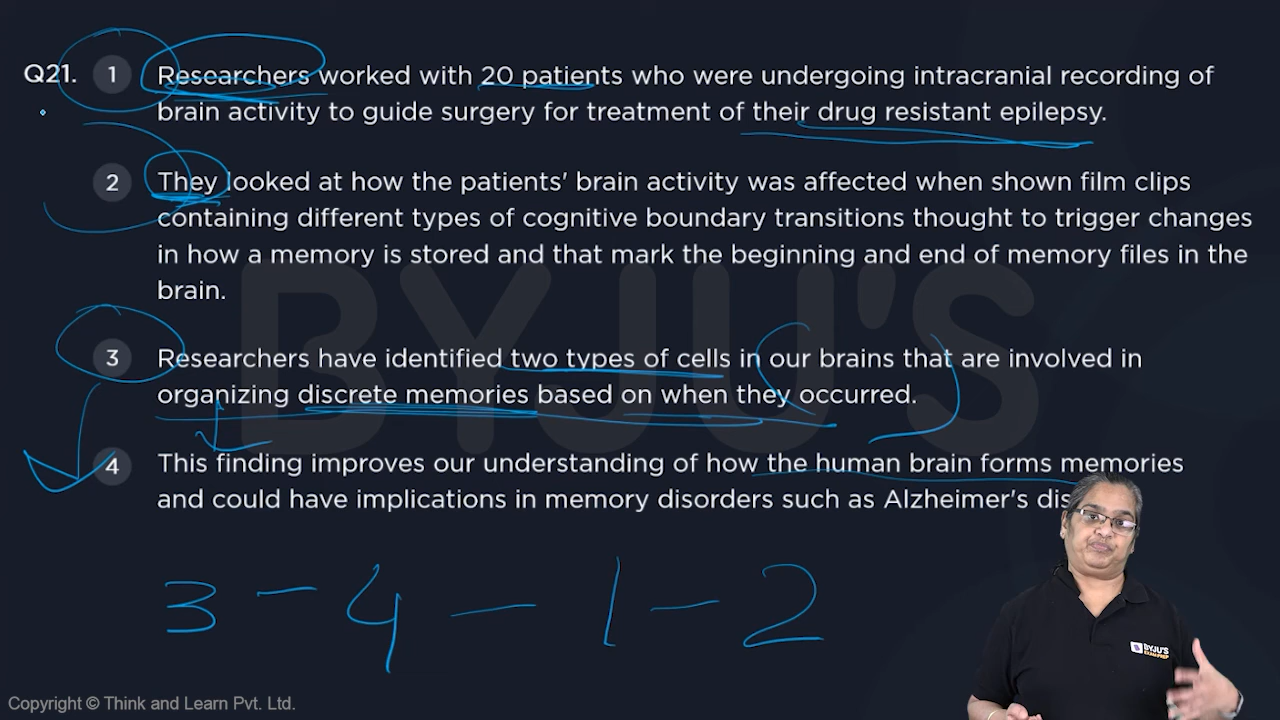 Q21. 1 Researchers worked with 20 patients who were undergoing intracranial recording of
brain activity to guide surgery for treatment of their drug resistant epilepsy.
2 They looked at how the patients' brain activity was affected when shown film clips
containing different types of cognitive boundary transitions thought to trigger changes
in how a memory is stored and that mark the beginning and end of memory files in the
brain.
BYJU'S
3 Researchers have identified two types of cells in our brains that are involved in
organizing discrete memories based on when they occurred.
4 This finding improves our understanding of how the human brain forms memories
and could have implications in memory disorders such as Alzheimer's dis
3 - 4 - 1 - 2
BYJU'S
EXAM PREP
Copyright © Think and Learn Pvt. Ltd.